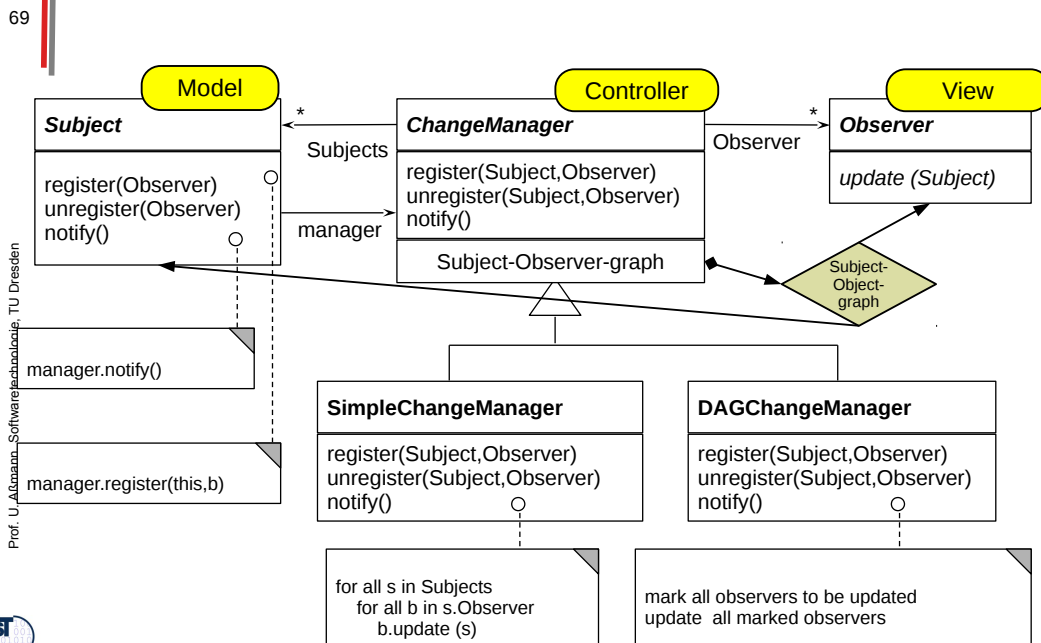 69
Model
Controller
View
Subject
register(Observer)
unregister(Observer)
notify()
*
Subjects
manager
ChangeManager
register(Subject,Observer)
unregister(Subject,Observer)
notify()
Subject-Observer-graph
*
Observer
Observer
update (Subject)
Subject-
Object-
graph
manager.notify()
manager.register(this,b)
SimpleChangeManager
register(Subject,Observer)
unregister(Subject,Observer)
notify()
DAGChangeManager
register(Subject,Observer)
unregister(Subject,Observer)
notify()
for all s in Subjects
for all b in s.Observer
b.update (s)
mark all observers to be updated
update all marked observers
Prof. U. Aßmann, Softwaretechnologie, TU Dresden